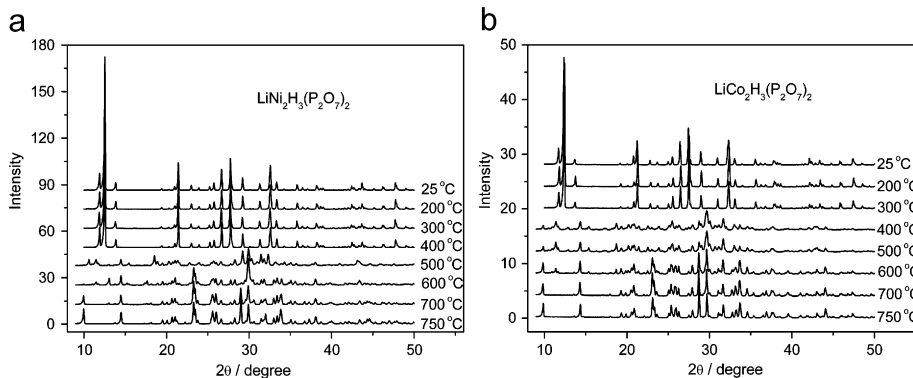 a
180
150
120
90
60
30
0
Intensity
LiNi₂H₃(P₂O₇)₂
25 °C
200 °C
300 °C
400 °C
500 °C
600 °C
700 °C
750 °C
10 20 30 40 50
2θ / degree
b
50
40
30
20
10
0
Intensity
LiCo₂H₃(P₂O₇)₂
25 °C
200 °C
300 °C
400 °C
500 °C
600 °C
700 °C
750 °C
10 20 30 40 50
2θ / degree